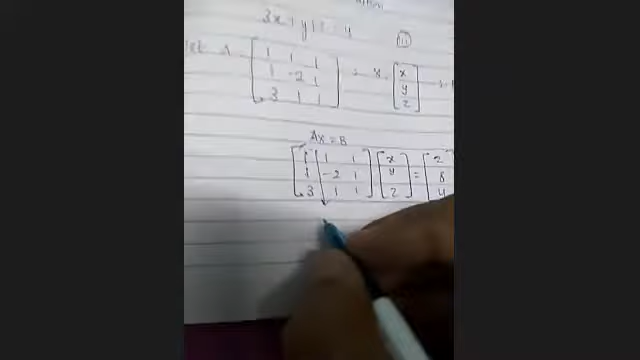 3x + y + z = 4
(iii)
let A [1 1 1
1 -2 1
3 1 1] = x = [x
y
z]
Ax = B
[1 1 1
1 -2 1
3 1 1] [x
y
z] = [2
8
4